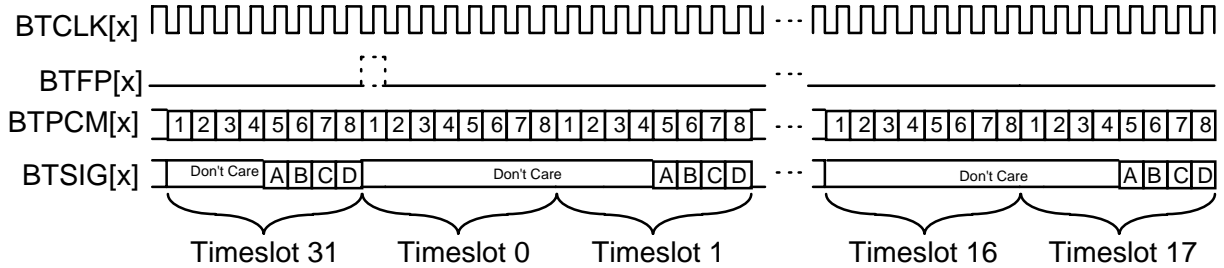 BTCLK[x] ...
BTFP[x] ...
BTPCM[x] 1 2 3 4 5 6 7 8 1 2 3 4 5 6 7 8 1 2 3 4 5 6 7 8 ... 1 2 3 4 5 6 7 8 1 2 3 4 5 6 7 8
BTSIG[x] Don't Care A B C D Don't Care A B C D ... Don't Care A B C D
Timeslot 31 Timeslot 0 Timeslot 1 Timeslot 16 Timeslot 17